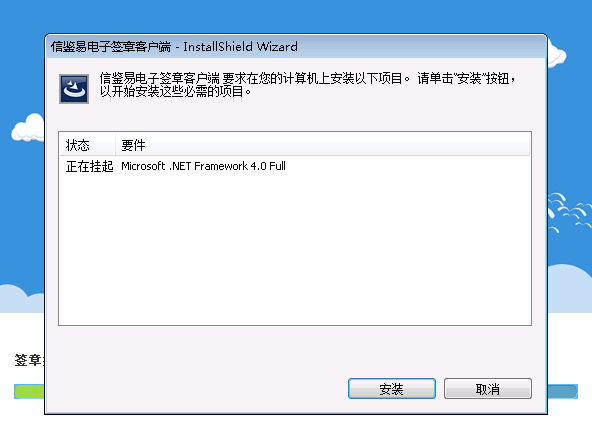 信鉴易电子签章客户端 - InstallShield Wizard
信鉴易电子签章客户端 要求在您的计算机上安装以下项目。 请单击“安装”按钮，
以开始安装这些必需的项目。
状态 要件
正在挂起 Microsoft .NET Framework 4.0 Full
签章
安装 取消